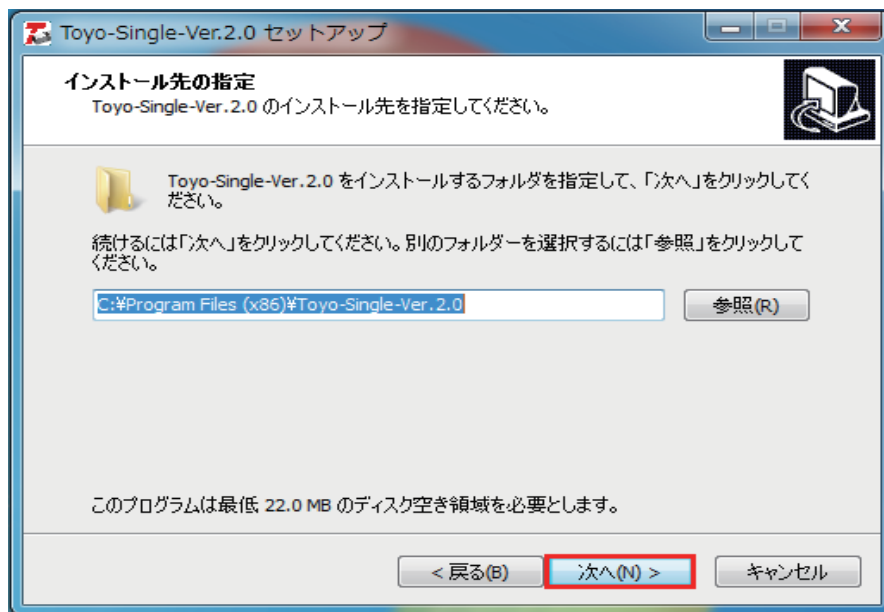 Toyo-Single-Ver.2.0 セットアップ
インストール先の指定
Toyo-Single-Ver.2.0 のインストール先を指定してください。
Toyo-Single-Ver.2.0 をインストールするフォルダを指定して、「次へ」をクリックしてく
ださい。
続けるには「次へ」をクリックしてください。別のフォルダーを選択するには「参照」をクリックして
ください。
C:¥Program Files (x86)¥Toyo-Single-Ver.2.0
参照(R)
このプログラムは最低 22.0 MB のディスク空き領域を必要とします。
< 戻る(B)
次へ(N) >
キャンセル